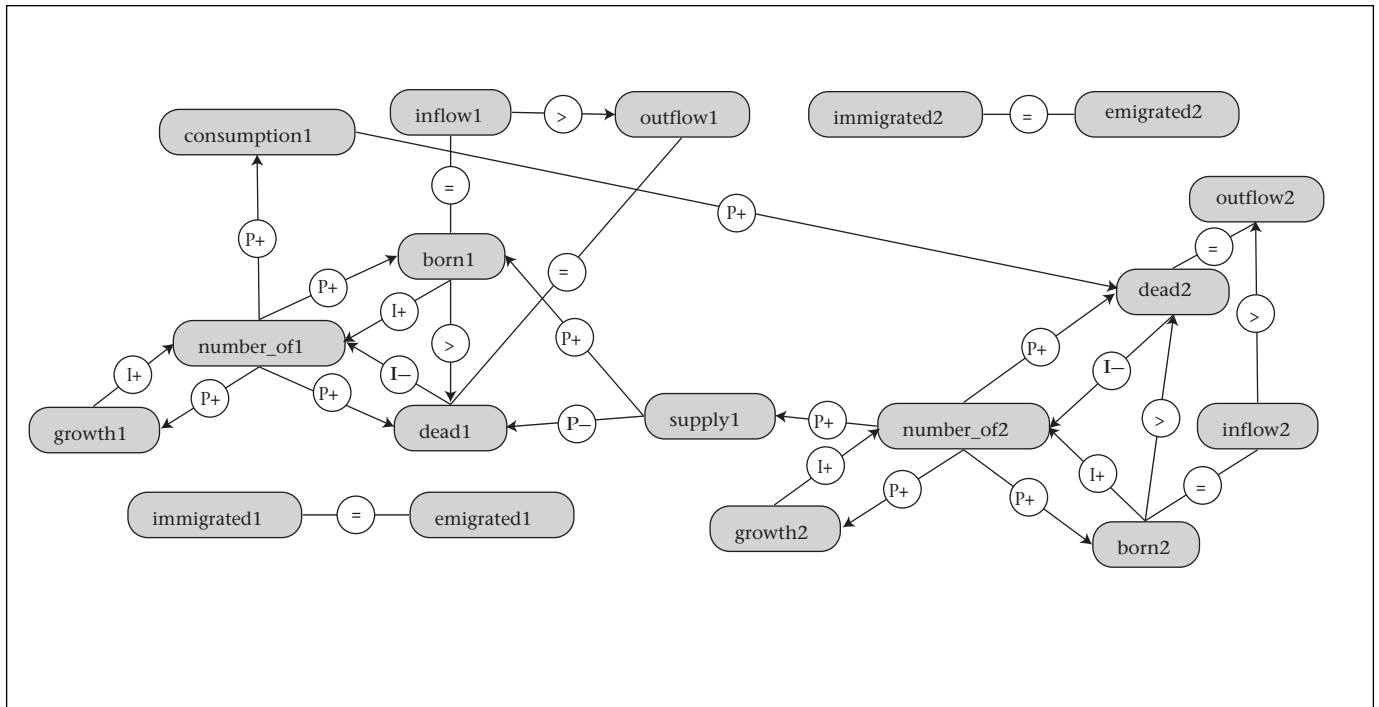 inflow1
>
outflow1
immigrated2
=
emigrated2
consumption1
=
outflow2
P+
P+
=
born1
=
dead2
P+
I+
P+
>
number_of1
>
P+
P+
I+
I–
I–
P+
P+
growth1
dead1
P–
supply1
P+
number_of2
>
inflow2
I+
I+
P+
P+
=
immigrated1
=
emigrated1
growth2
born2